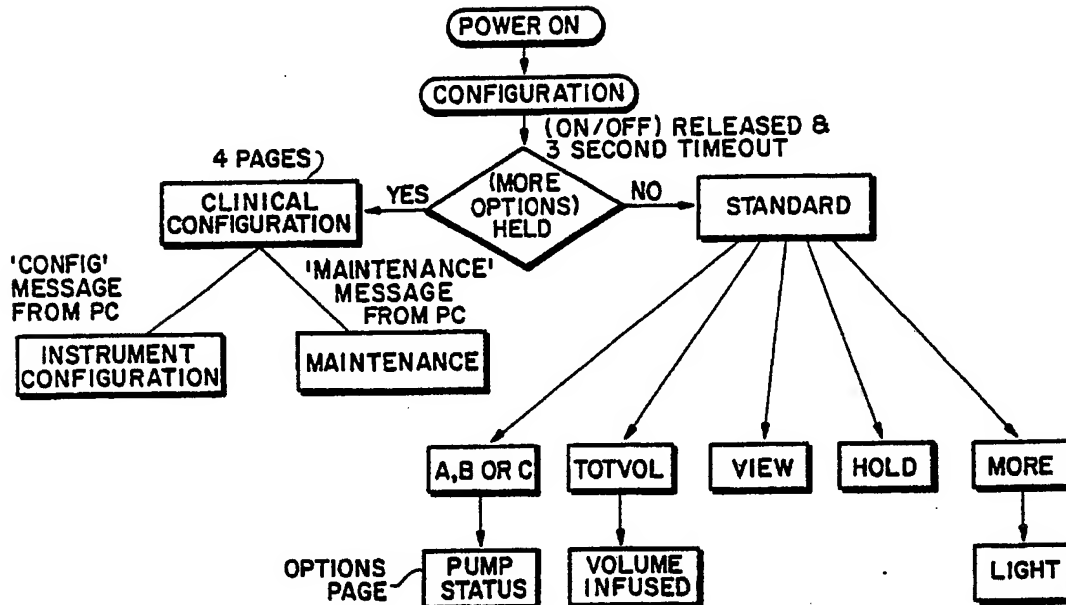 POWER ON
CONFIGURATION
(ON/OFF) RELEASED &
3 SECOND TIMEOUT
4 PAGES
CLINICAL
CONFIGURATION
YES
(MORE
OPTIONS)
HELD
NO
STANDARD
'CONFIG'
MESSAGE
FROM PC
'MAINTENANCE'
MESSAGE
FROM PC
INSTRUMENT
CONFIGURATION
MAINTENANCE
A, B OR C
TOTVOL
VIEW
HOLD
MORE
OPTIONS
PAGE
PUMP
STATUS
VOLUME
INFUSED
LIGHT